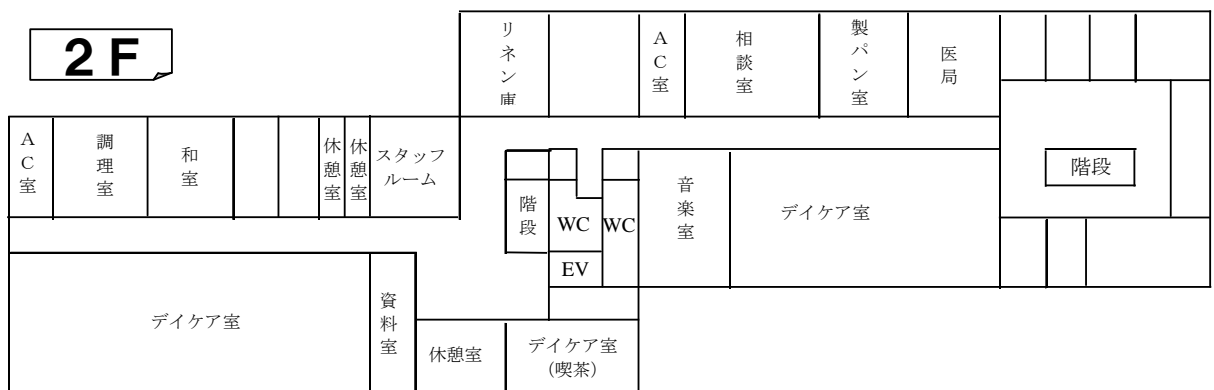 2F
リネン庫
AC室
相談室
製パン室
医局
AC室
調理室
和室
休憩室
休憩室
スタッフ
ルーム
階段
WC
WC
EV
音楽室
デイケア室
階段
デイケア室
資料室
休憩室
デイケア室
(喫茶)